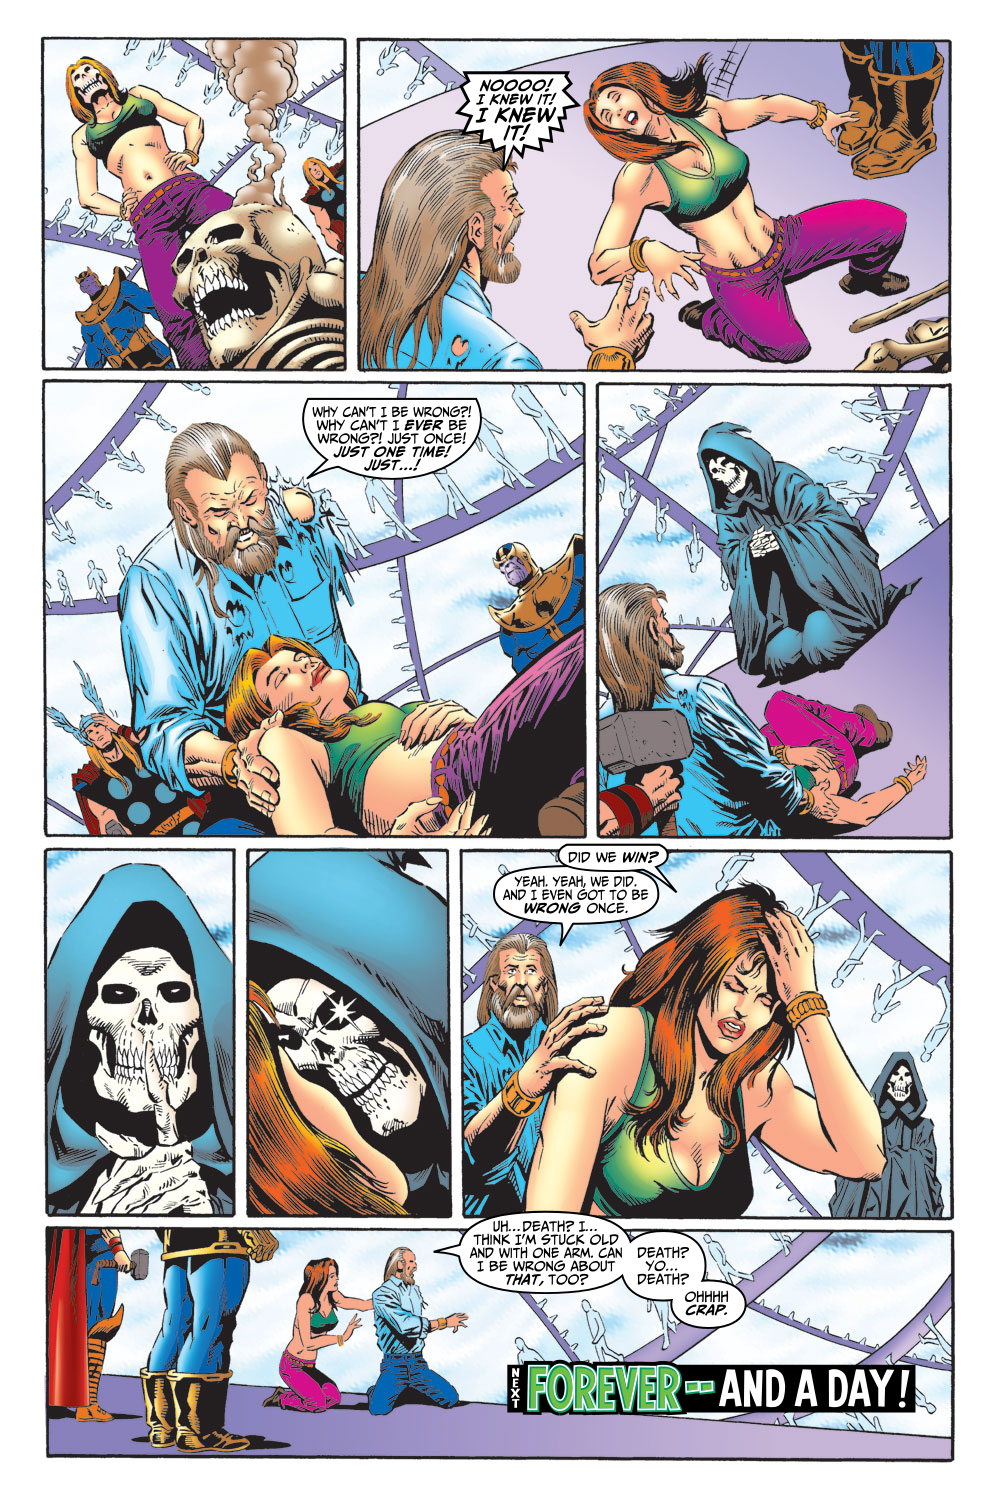 NOOOO!
I KNEW IT!
I KNEW
IT!
WHY CAN'T I BE WRONG?!
WHY CAN'T I EVER BE
WRONG?! JUST ONCE!
JUST ONE TIME!
JUST...!
DID WE WIN?
YEAH. YEAH, WE DID.
AND I EVEN GOT TO BE
WRONG ONCE.
UH...DEATH? I...
THINK I'M STUCK OLD
AND WITH ONE ARM. CAN
I BE WRONG ABOUT
THAT, TOO?
DEATH?
YO...
DEATH?
OHHHH
CRAP.
NEXT
FOREVER -- AND A DAY!